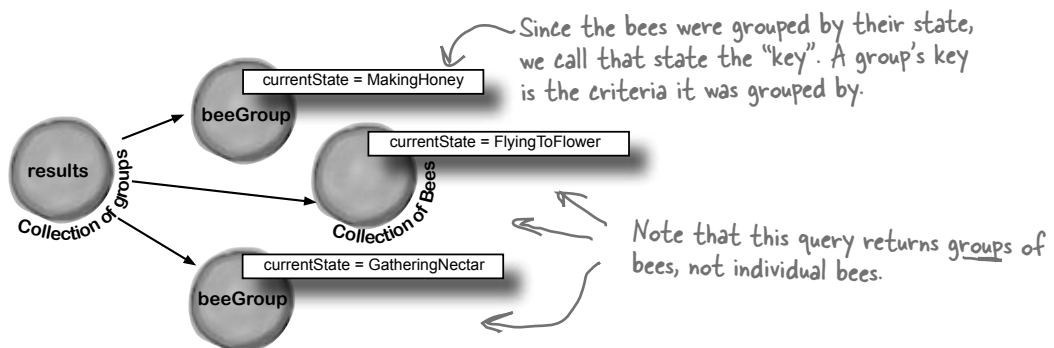 Since the bees were grouped by their state,
we call that state the “key”. A group’s key
is the criteria it was grouped by.
currentState = MakingHoney
beeGroup
currentState = FlyingToFlower
results
Collection of groups
Collection of Bees
Note that this query returns groups of
bees, not individual bees.
currentState = GatheringNectar
beeGroup